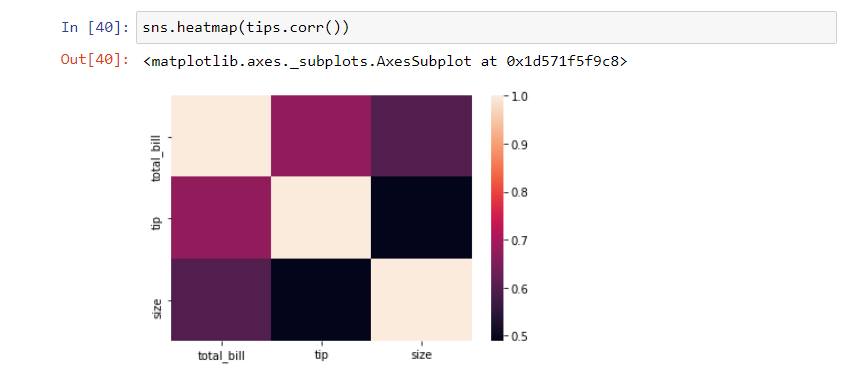 In [40]: sns.heatmap(tips.corr())
Out[40]: <matplotlib.axes._subplots.AxesSubplot at 0x1d571f5f9c8>
total_bill
tip
size
total_bill tip size
1.0
0.9
0.8
0.7
0.6
0.5